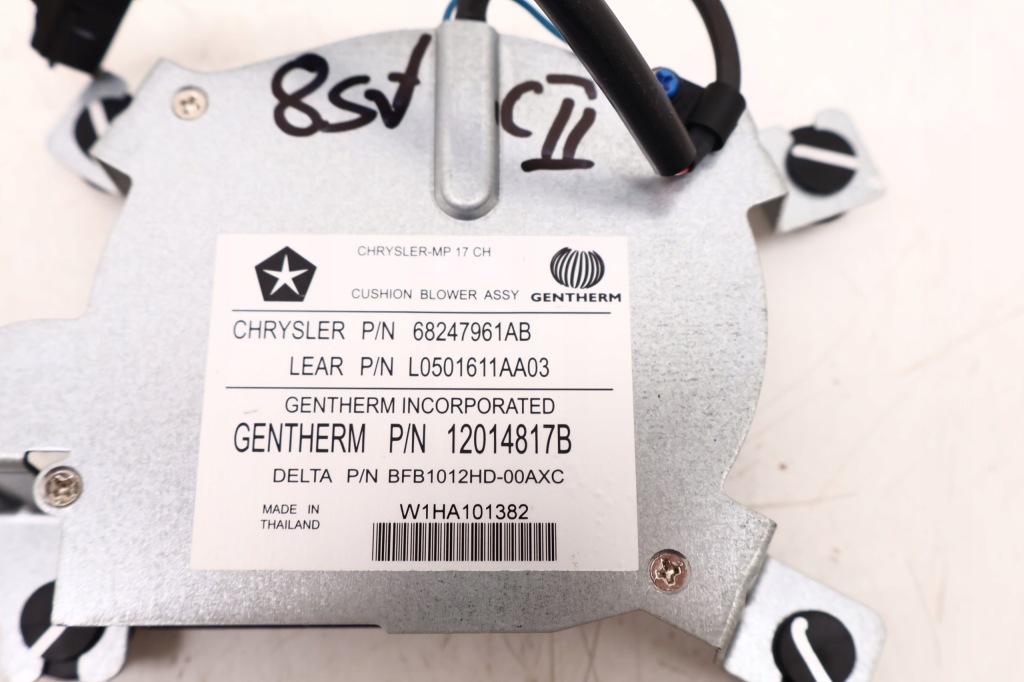 CHRYSLER-MP 17 CH
CUSHION BLOWER ASSY
GENTHERM
CHRYSLER P/N 68247961AB
LEAR P/N L0501611AA03
GENTHERM INCORPORATED
GENTHERM P/N 12014817B
DELTA P/N BFB1012HD-00AXC
MADE IN
THAILAND
W1HA101382